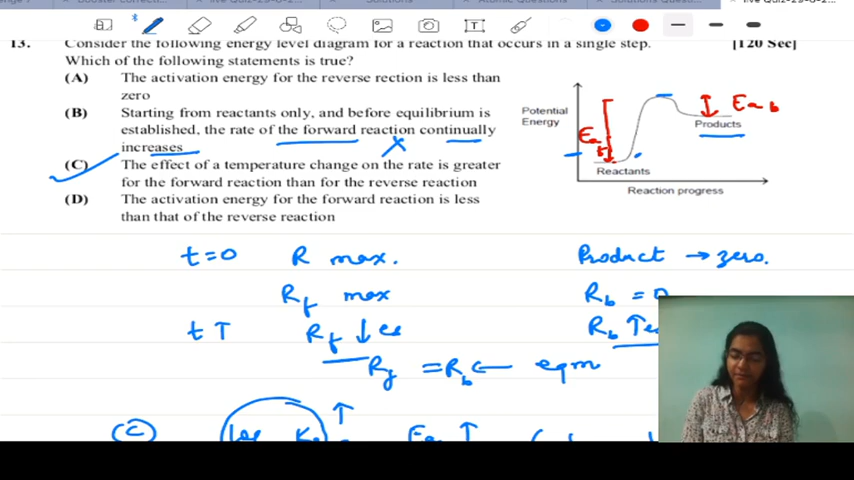 13. Consider the following energy level diagram for a reaction that occurs in a single step. [120 Sec]
Which of the following statements is true?
(A) The activation energy for the reverse rection is less than
zero
(B) Starting from reactants only, and before equilibrium is
established, the rate of the forward reaction continually
increases
(C) The effect of a temperature change on the rate is greater
for the forward reaction than for the reverse reaction
(D) The activation energy for the forward reaction is less
than that of the reverse reaction
Potential
Energy
Ea
f
Ea b
Products
Reactants
Reaction progress
t=0 R max. Product → zero.
Rf max Rb = 0
t ↑ Rf ↓es Rb ↑
Rf = Rb ← eqm
(C) log K ↑ Ea ↑